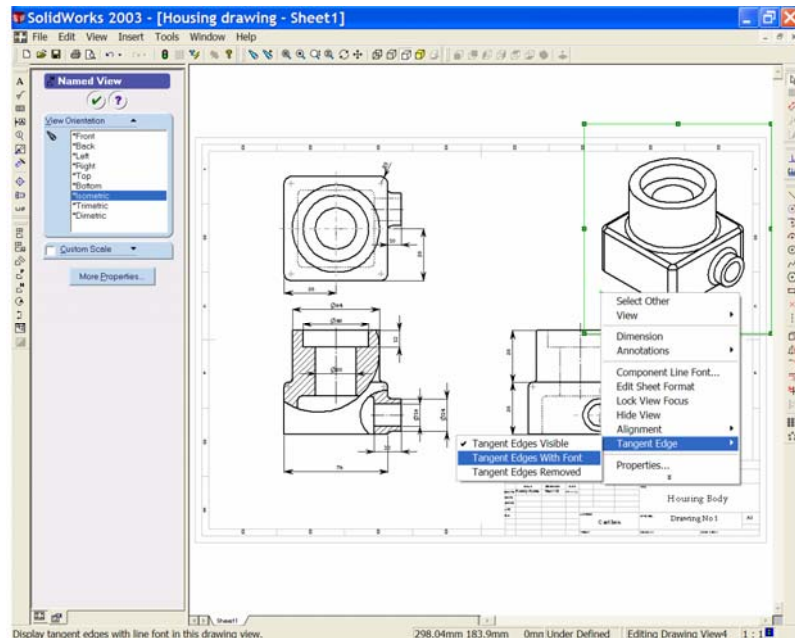 SolidWorks 2003 - [Housing drawing - Sheet1]
File Edit View Insert Tools Window Help
Named View
View Orientation
*Front
*Back
*Left
*Right
*Top
*Bottom
*Isometric
*Trimetric
*Dimetric
Custom Scale
More Properties...
Select Other
View
Dimension
Annotations
Component Line Font...
Edit Sheet Format
Lock View Focus
Hide View
Alignment
Tangent Edge
Properties...
Tangent Edges Visible
Tangent Edges With Font
Tangent Edges Removed
Housing Body
Drawing No1
Sheet1
Display tangent edges with line font in this drawing view.
298.04mm 183.9mm 0mm Under Defined Editing Drawing View4 1 : 1